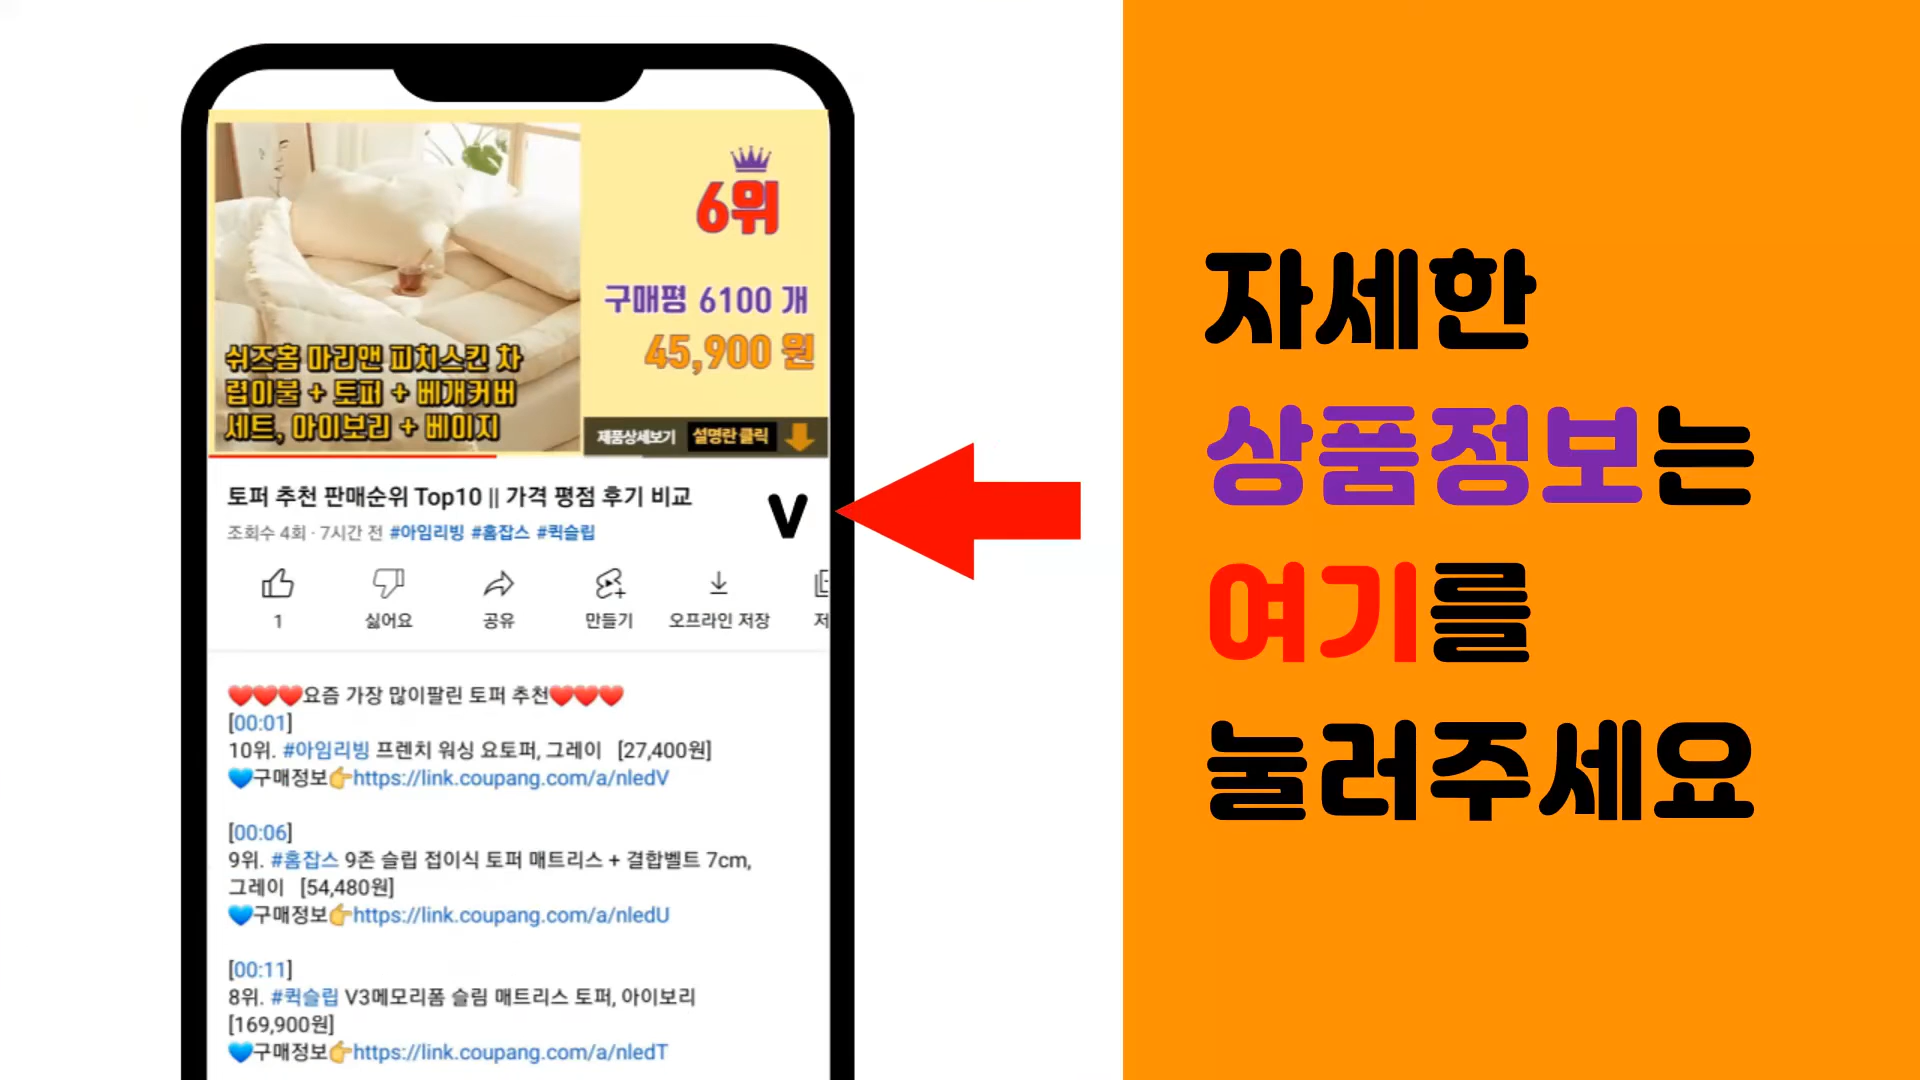 6위
구매평 6100 개
45,900 원
쉬즈홈 마리앤 피치스킨 차
렵이불 + 토퍼 + 베개커버
세트, 아이보리 + 베이지
제품상세보기 설명란 클릭
토퍼 추천 판매순위 Top10 || 가격 평점 후기 비교
V
조회수 4회 · 7시간 전 #아임리빙 #홈잡스 #퀵슬립
1 싫어요 공유 만들기 오프라인 저장 저
❤️❤️❤️요즘 가장 많이팔린 토퍼 추천❤️❤️❤️
[00:01]
10위. #아임리빙 프렌치 워싱 요토퍼, 그레이 [27,400원]
💙구매정보👉https://link.coupang.com/a/nledV
[00:06]
9위. #홈잡스 9존 슬립 접이식 토퍼 매트리스 + 결합벨트 7cm,
그레이 [54,480원]
💙구매정보👉https://link.coupang.com/a/nledU
[00:11]
8위. #퀵슬립 V3메모리폼 슬림 매트리스 토퍼, 아이보리
[169,900원]
💙구매정보👉https://link.coupang.com/a/nledT
자세한
상품정보는
여기를
눌러주세요